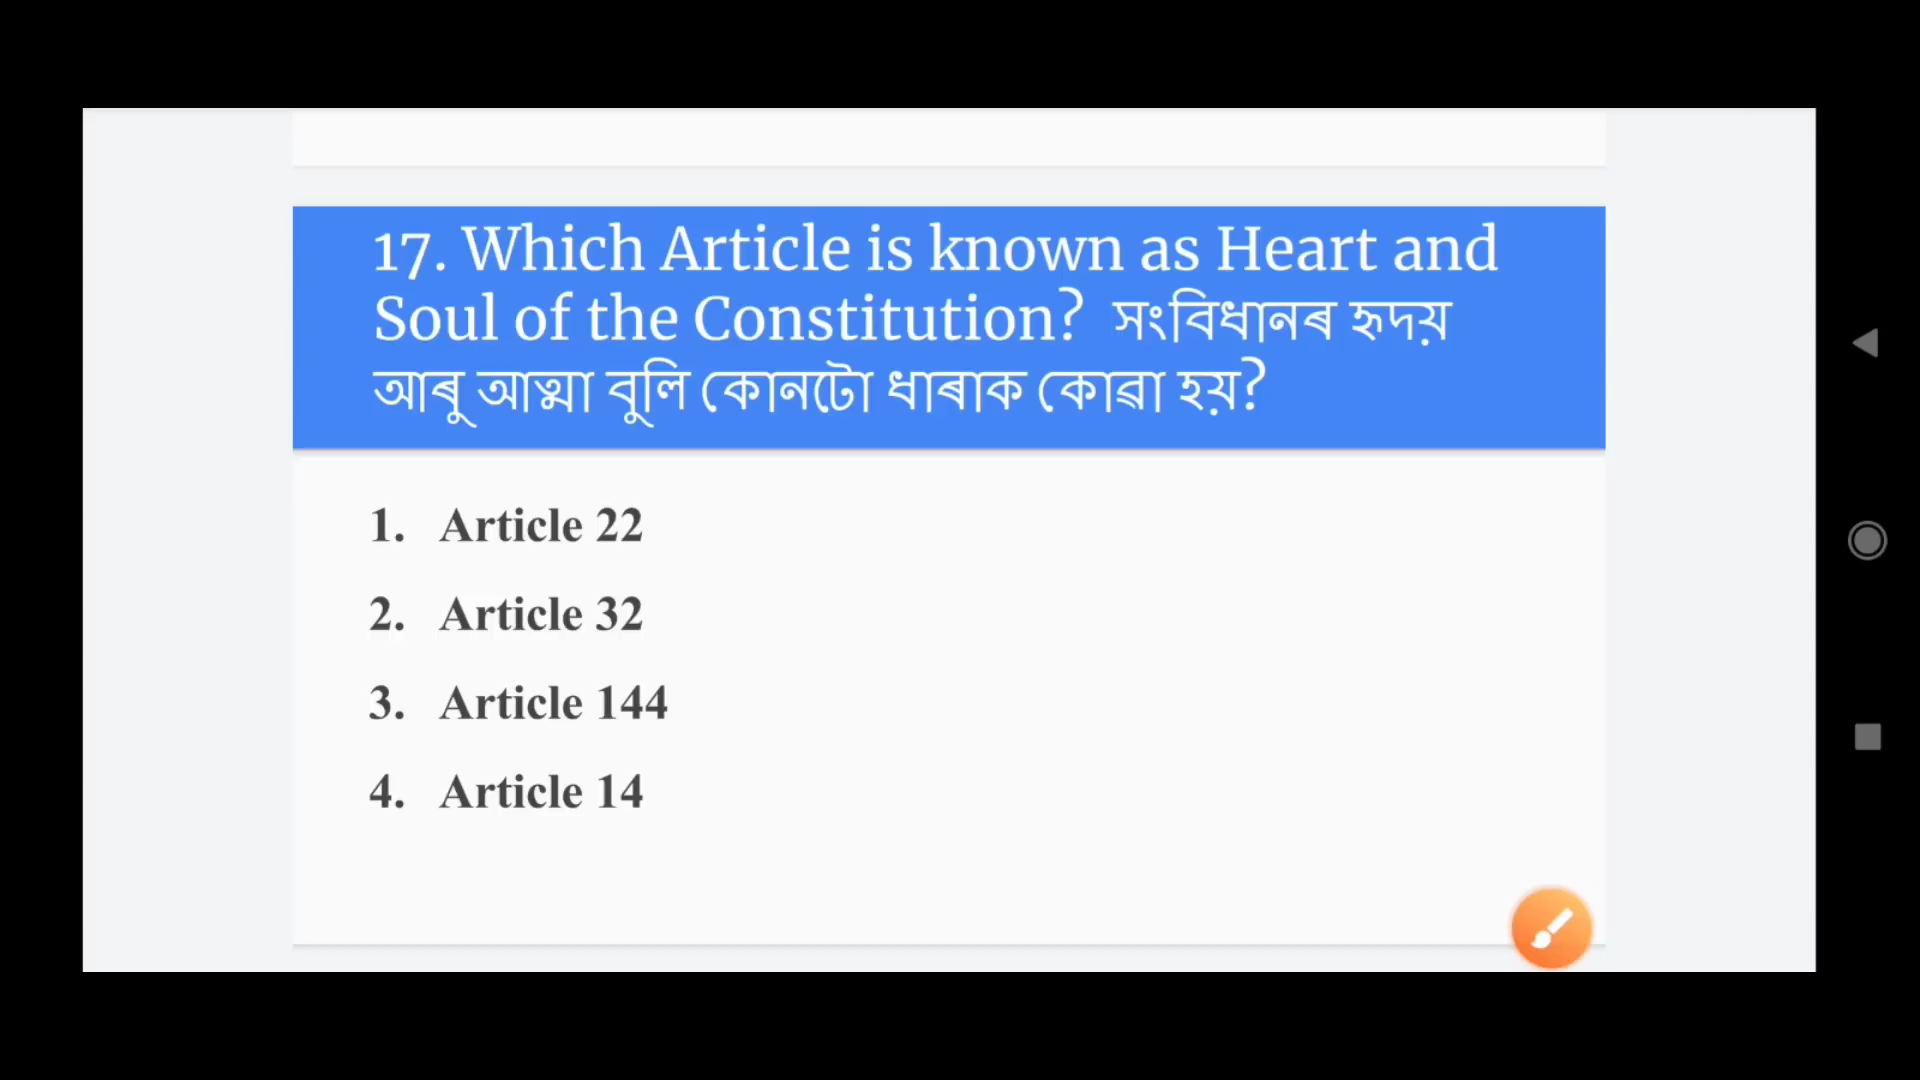 17. Which Article is known as Heart and
Soul of the Constitution? সংবিধানৰ হৃদয়
আৰু আত্মা বুলি কোনটো ধাৰাক কোৱা হয়?
1. Article 22
2. Article 32
3. Article 144
4. Article 14